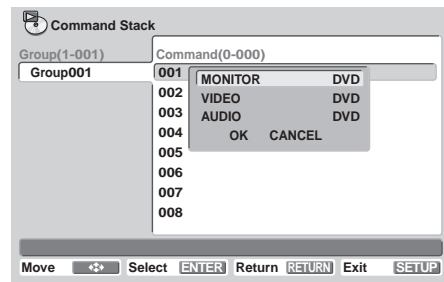 Command Stack
Group(1-001) Command(0-000)
Group001
001
002
003
004
005
006
007
008
MONITOR DVD
VIDEO DVD
AUDIO DVD
OK CANCEL
Move Select ENTER Return RETURN Exit SETUP